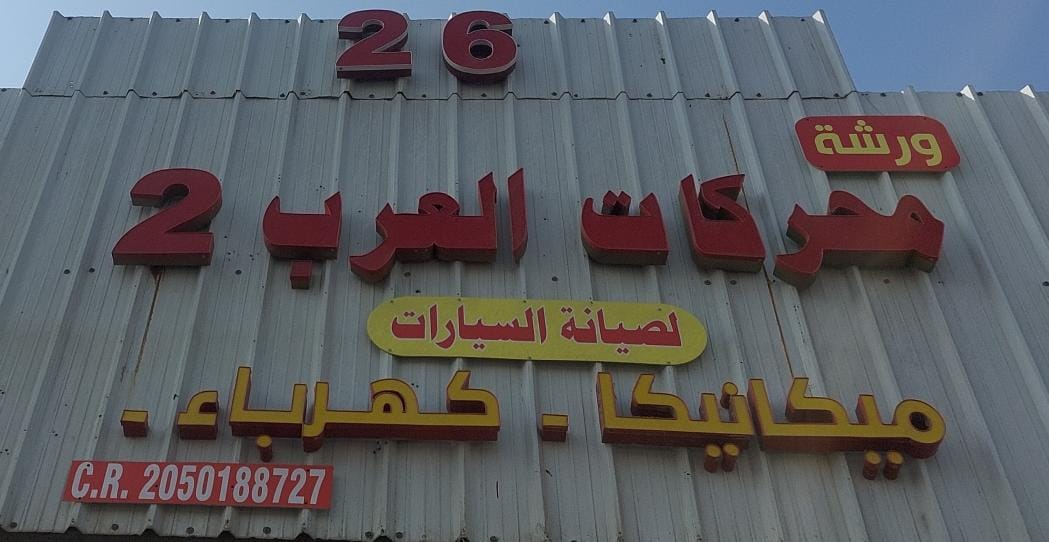 26
ورشة
محركات العرب 2
لصيانة السيارات
ميكانيكا - كهرباء -
C.R. 2050188727